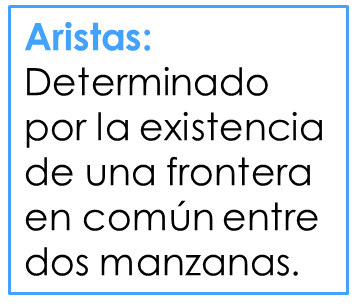 Aristas:
Determinado
por la existencia
de una frontera
en común entre
dos manzanas.